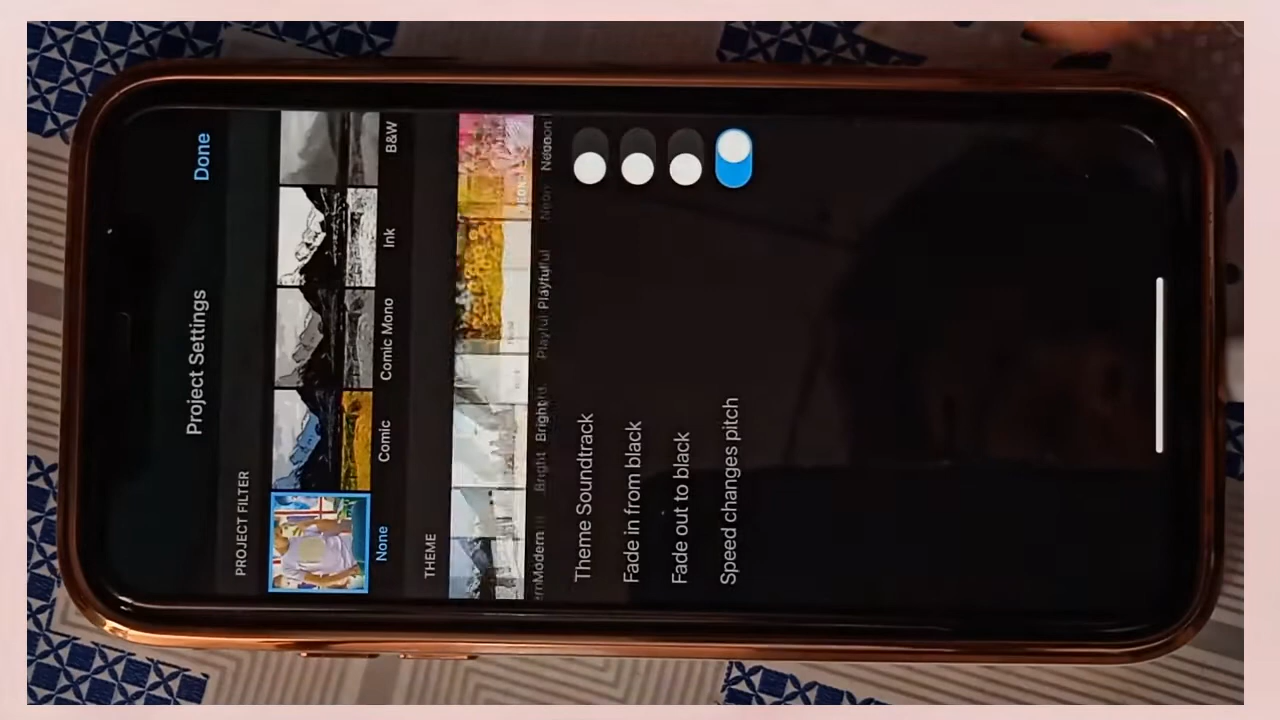 Project Settings
Done
PROJECT FILTER
None
Comic
Comic Mono
Ink
B&W
THEME
Modern
Bright
Playful
Neon
Theme Soundtrack
Fade in from black
Fade out to black
Speed changes pitch